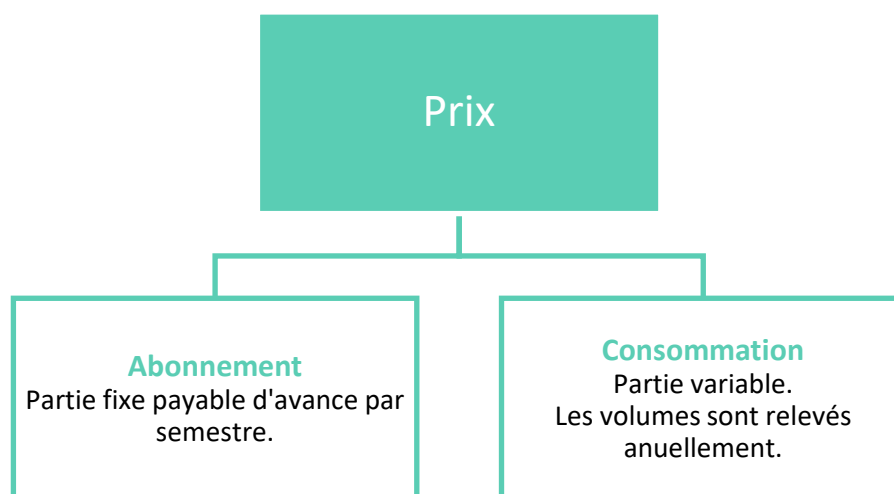 Prix
Abonnement
Partie fixe payable d'avance par
semestre.
Consommation
Partie variable.
Les volumes sont relevés
anuellement.